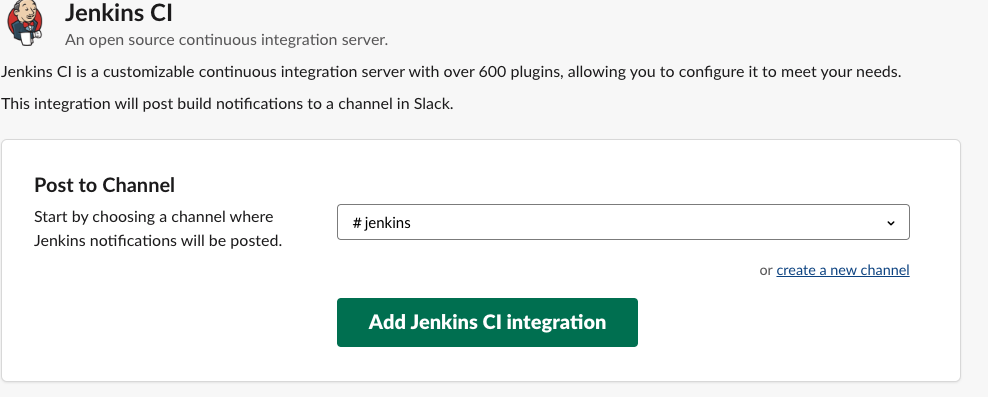 Jenkins CI
An open source continuous integration server.
Jenkins CI is a customizable continuous integration server with over 600 plugins, allowing you to configure it to meet your needs.
This integration will post build notifications to a channel in Slack.
Post to Channel
Start by choosing a channel where
Jenkins notifications will be posted.
# jenkins
or create a new channel
Add Jenkins CI integration